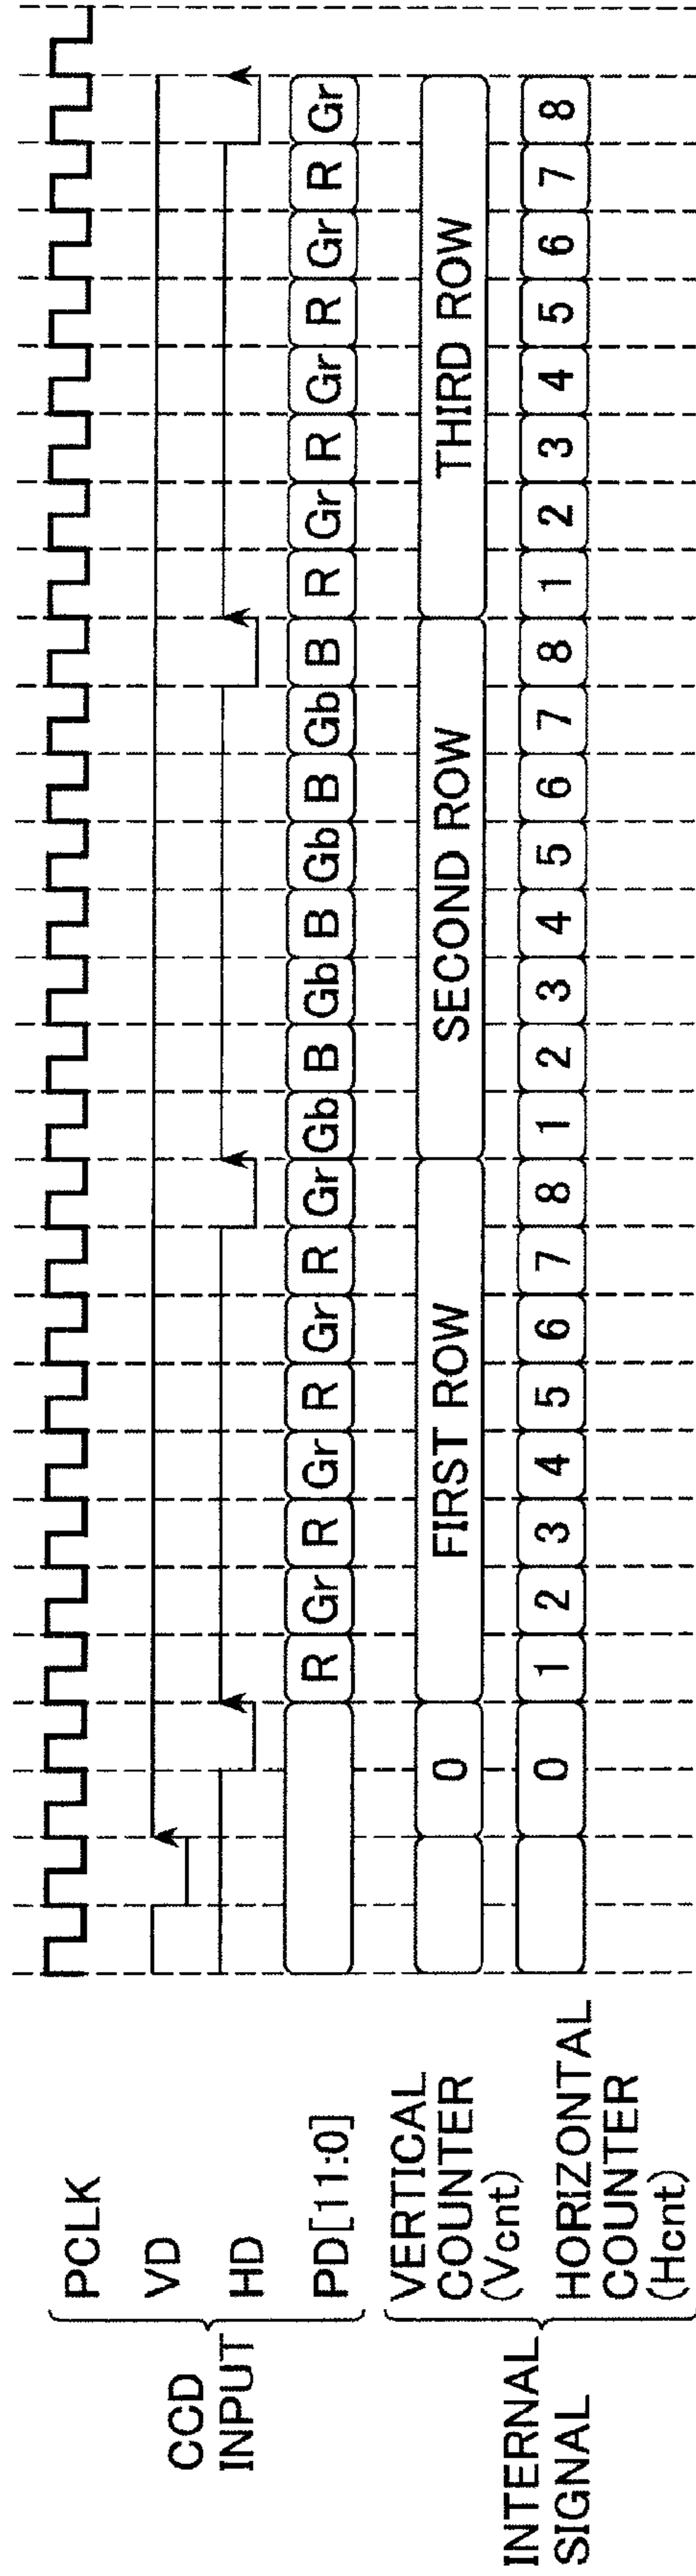 CCD
INPUT
PCLK
VD
HD
PD[11:0]
R Gr R Gr R Gr R Gr Gb B Gb B Gb B Gb B R Gr R Gr R Gr R Gr
INTERNAL
SIGNAL
VERTICAL
COUNTER
(Vcnt)
0 FIRST ROW SECOND ROW THIRD ROW
HORIZONTAL
COUNTER
(Hcnt)
0 1 2 3 4 5 6 7 8 1 2 3 4 5 6 7 8 1 2 3 4 5 6 7 8